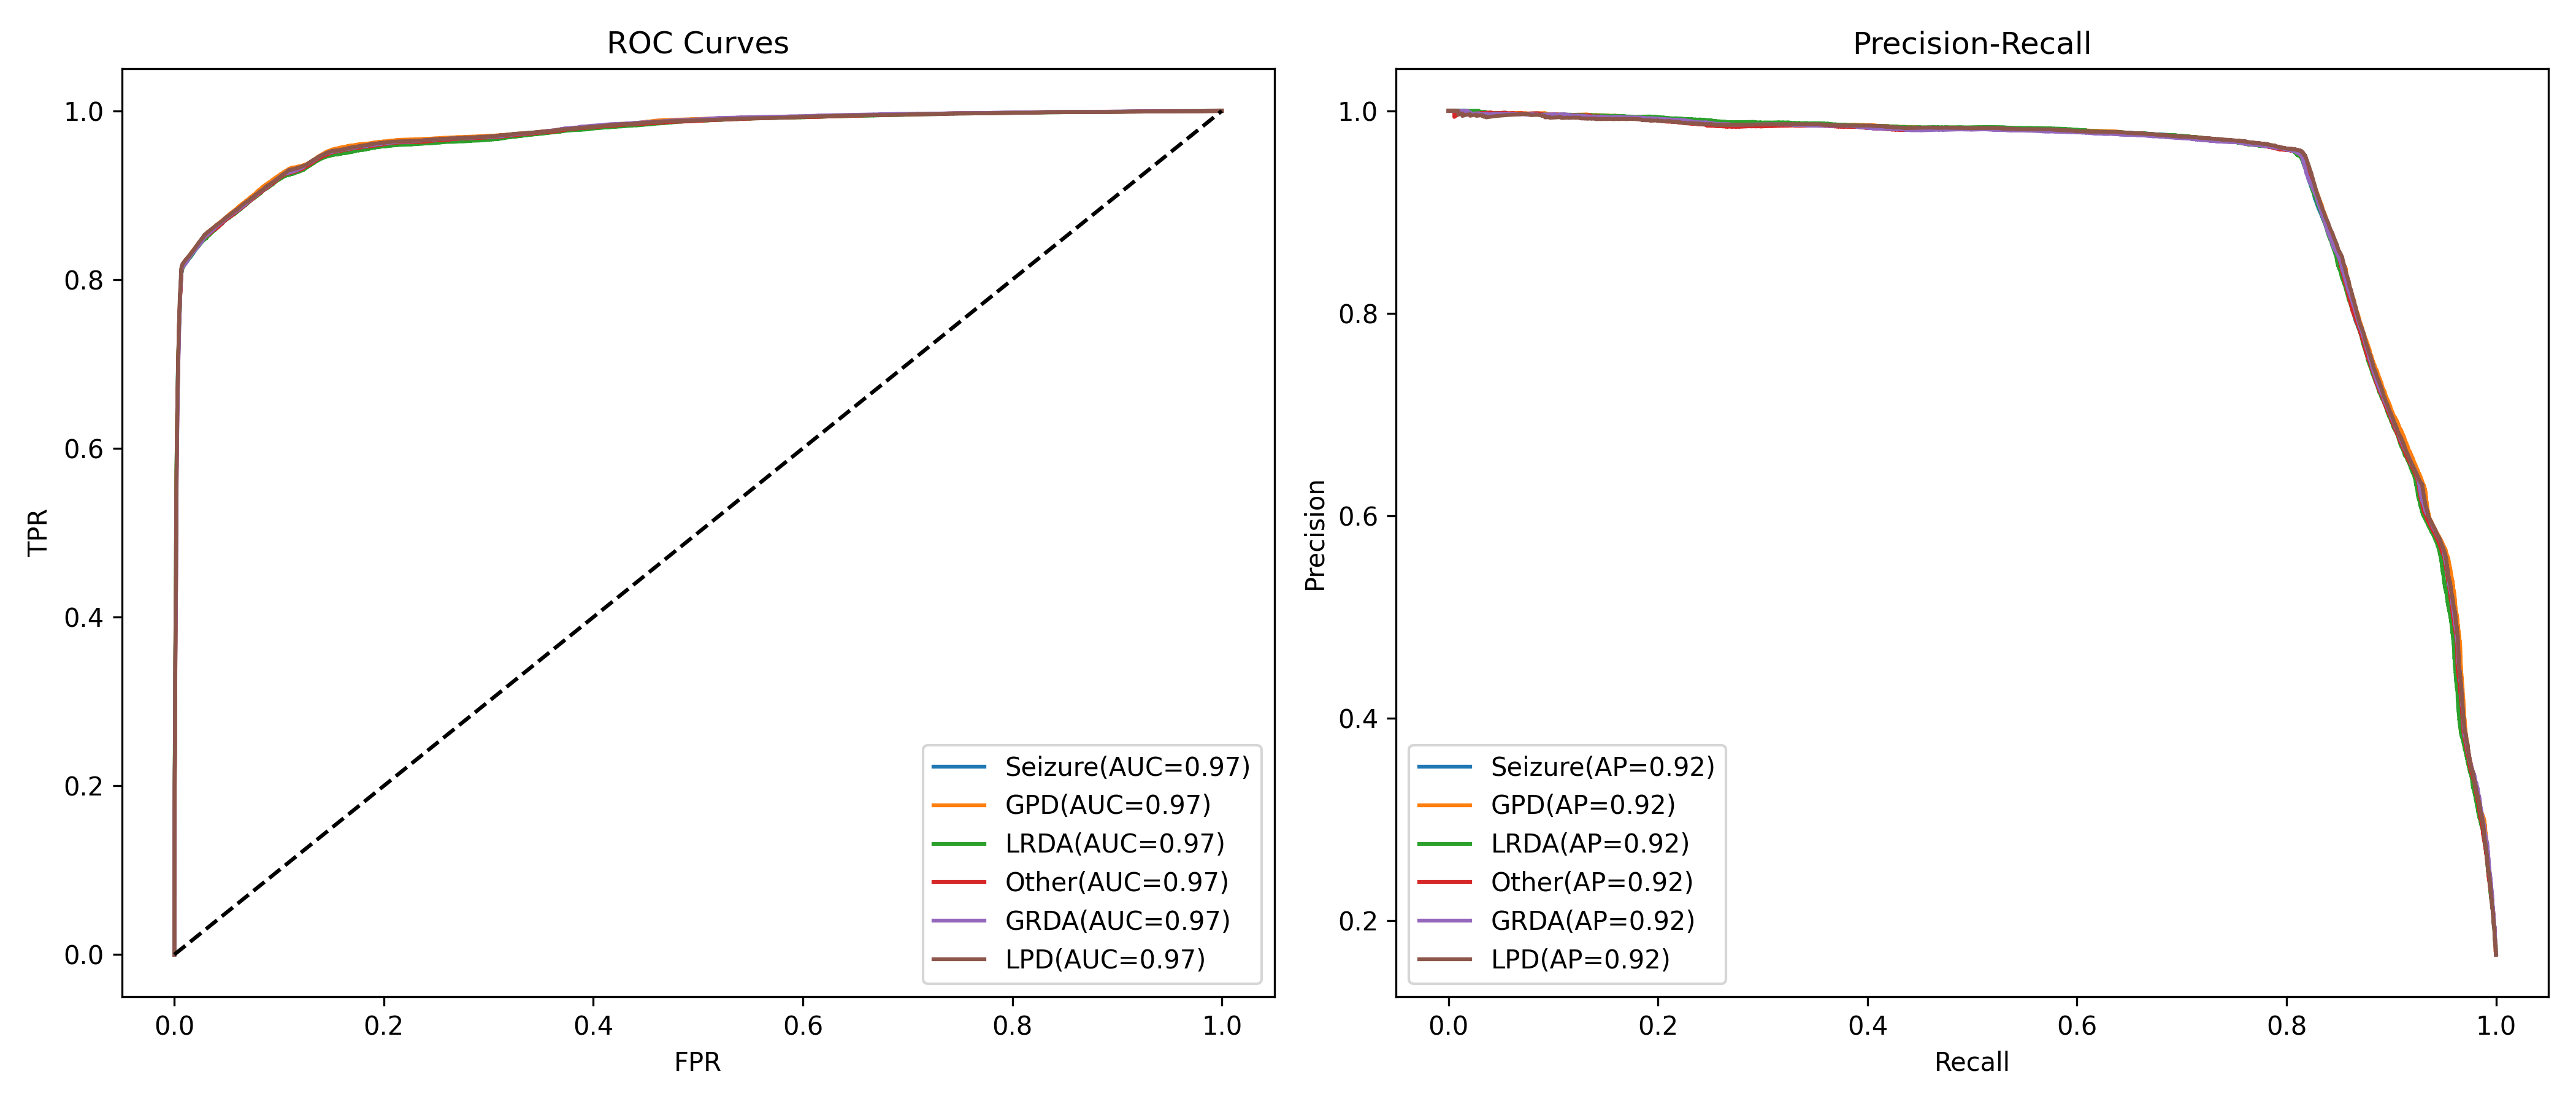 ROC Curves
1.0
0.8
0.6
0.4
0.2
0.0
TPR
0.0 0.2 0.4 0.6 0.8 1.0
FPR
Seizure(AUC=0.97)
GPD(AUC=0.97)
LRDA(AUC=0.97)
Other(AUC=0.97)
GRDA(AUC=0.97)
LPD(AUC=0.97)
Precision-Recall
1.0
0.8
0.6
0.4
0.2
Precision
0.0 0.2 0.4 0.6 0.8 1.0
Recall
Seizure(AP=0.92)
GPD(AP=0.92)
LRDA(AP=0.92)
Other(AP=0.92)
GRDA(AP=0.92)
LPD(AP=0.92)